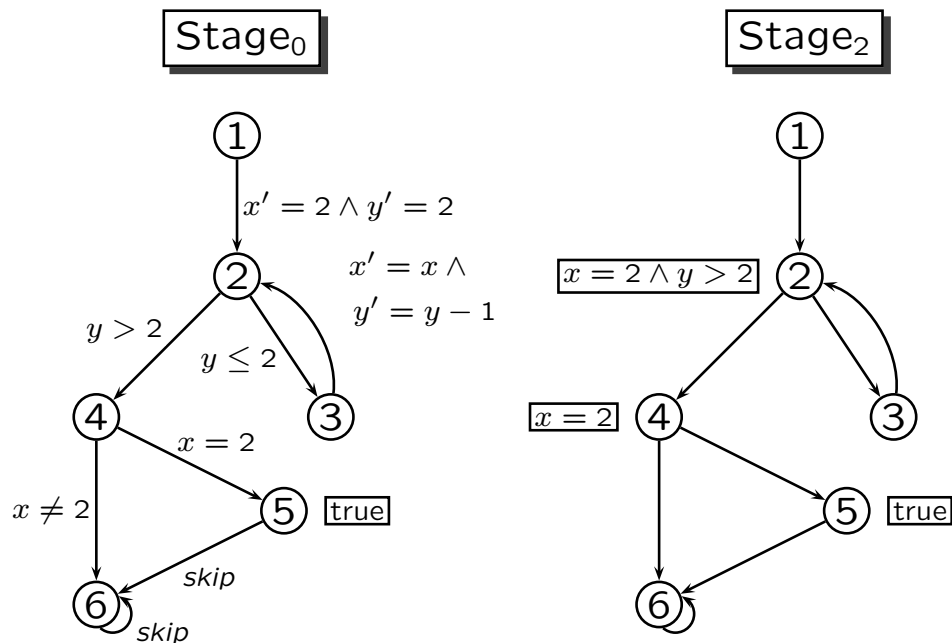 Stage₀
1
x′ = 2 ∧ y′ = 2
2
x′ = x ∧
y′ = y − 1
y > 2
y ≤ 2
4
3
x = 2
x ≠ 2
5
true
skip
6
skip
Stage₂
1
x = 2 ∧ y > 2
2
x = 2
4
3
5
true
6